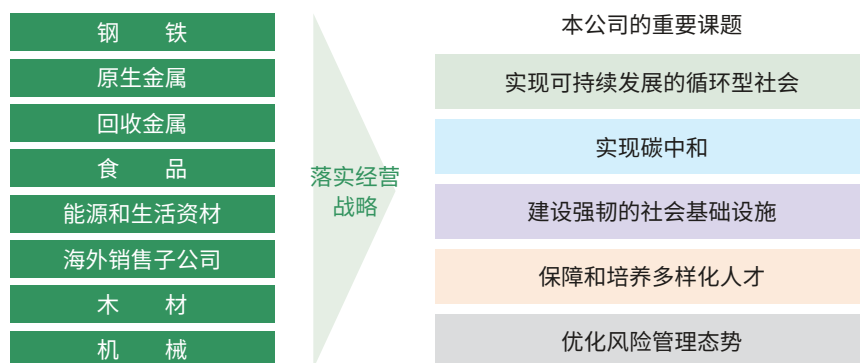 钢 铁
原生金属
回收金属
食 品
能源和生活资材
海外销售子公司
木 材
机 械
落实经营
战略
本公司的重要课题
实现可持续发展的循环型社会
实现碳中和
建设强韧的社会基础设施
保障和培养多样化人才
优化风险管理态势